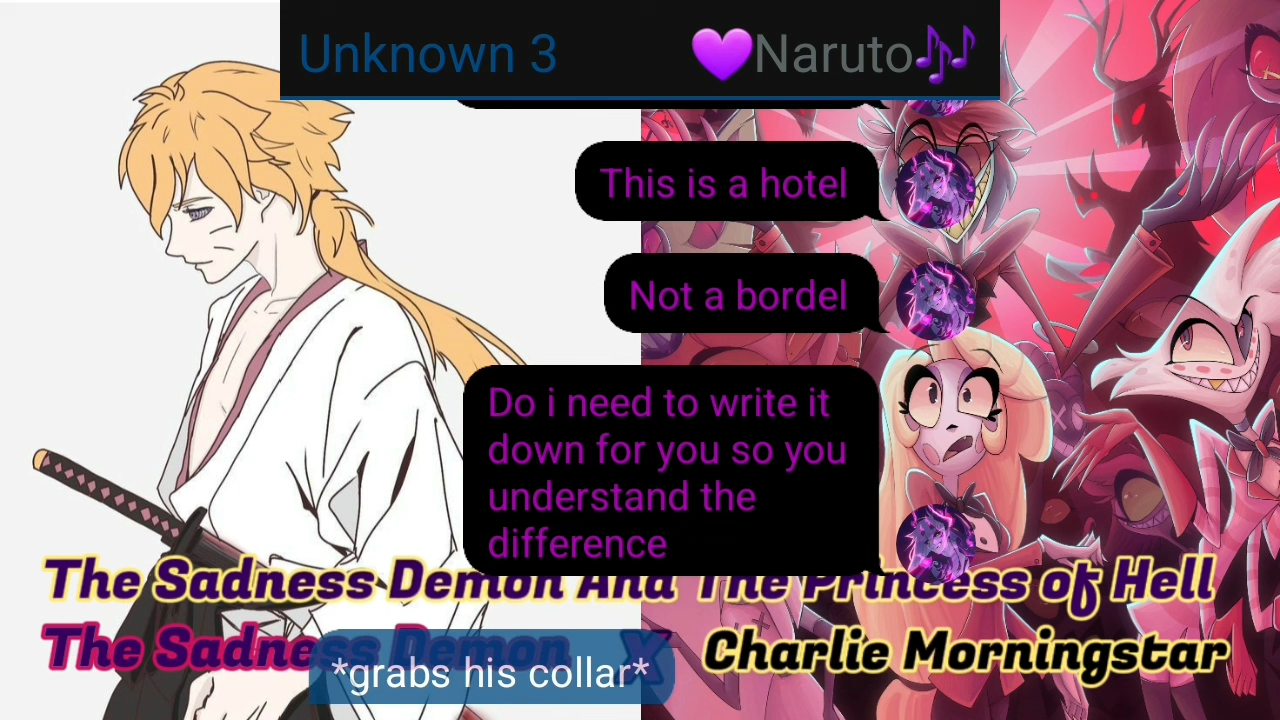 Unknown 3
💜Naruto🎶
This is a hotel
Not a bordel
Do i need to write it
down for you so you
understand the
difference
The Sadness Demon And The Princess of Hell
The Sadness Demon X Charlie Morningstar
*grabs his collar*